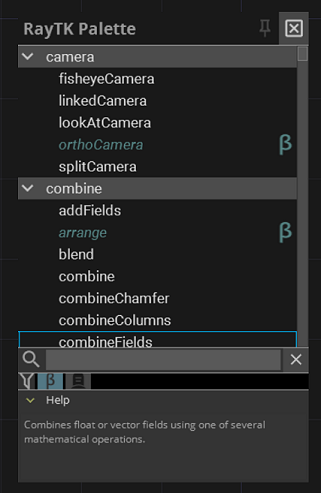 RayTK Palette
camera
fisheyeCamera
linkedCamera
lookAtCamera
orthoCamera β
splitCamera
combine
addFields
arrange β
blend
combine
combineChamfer
combineColumns
combineFields
β
Help
Combines float or vector fields using one of several
mathematical operations.